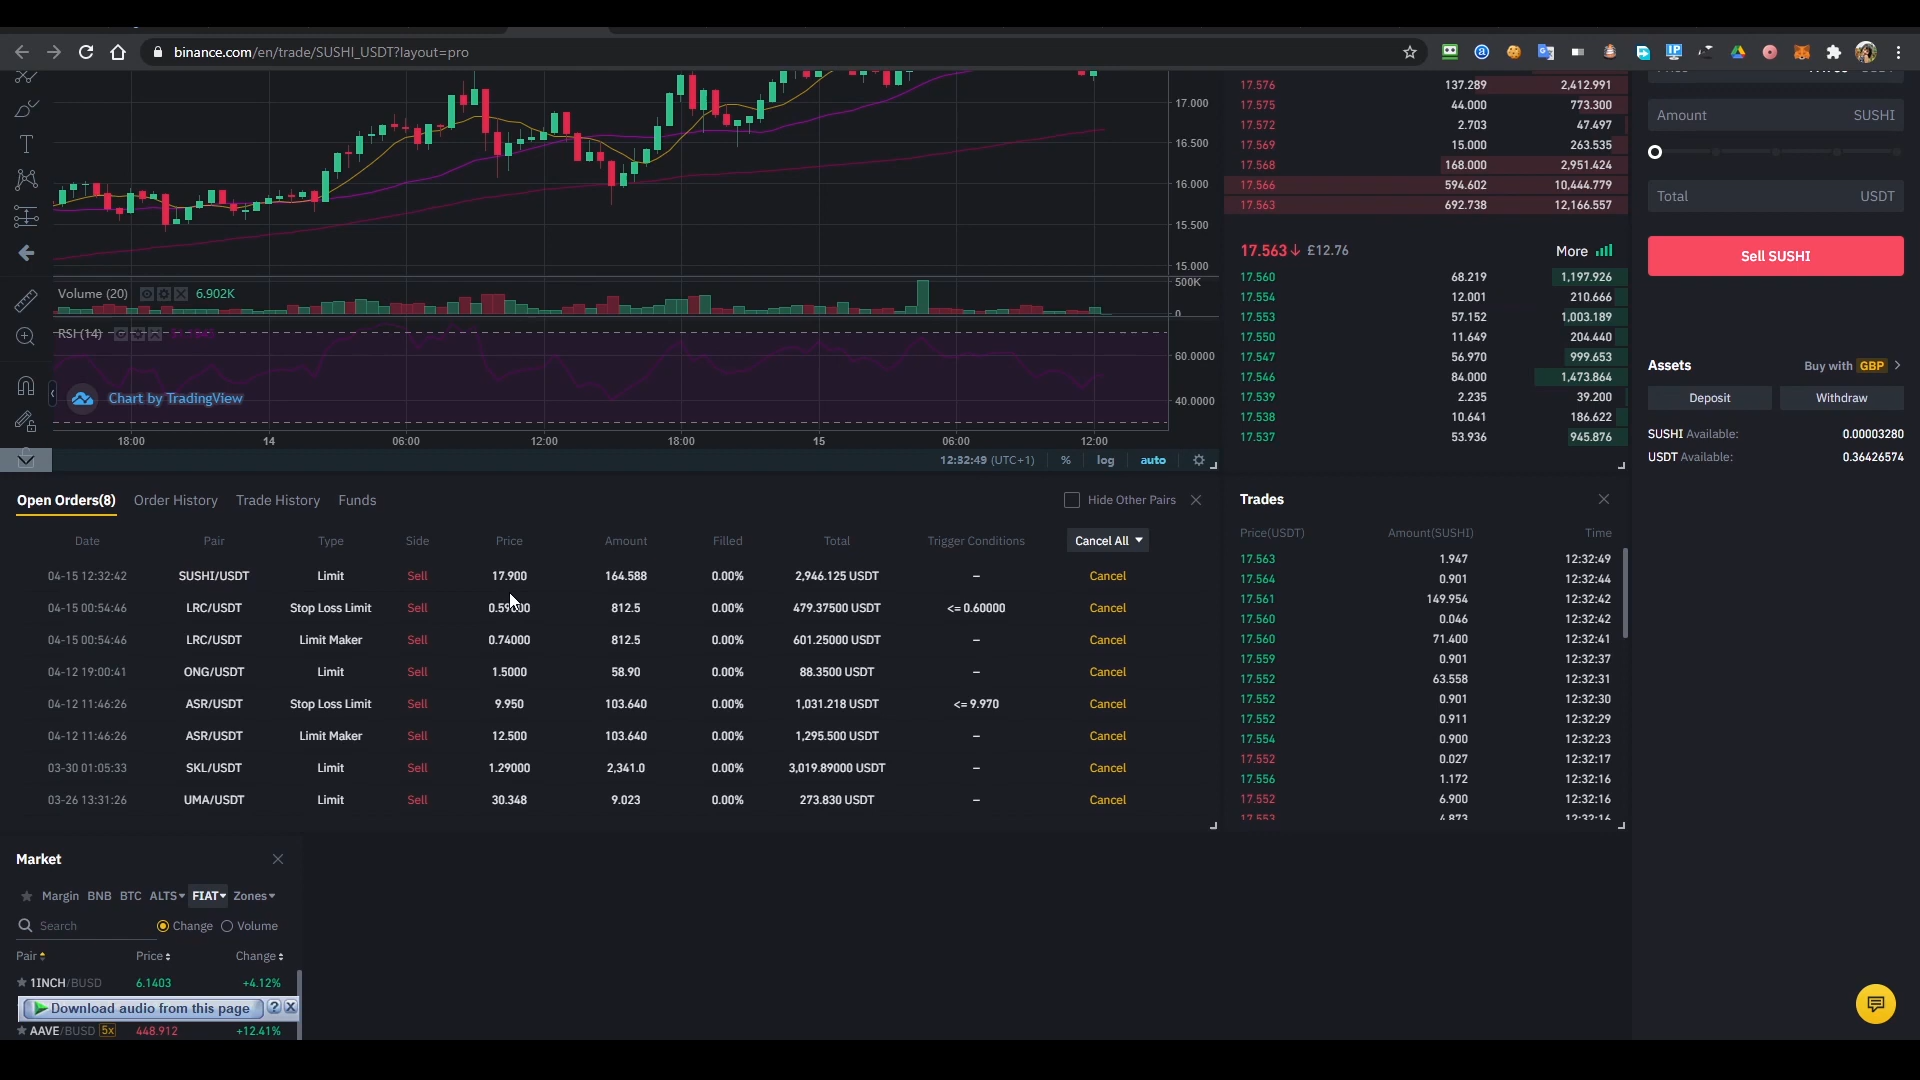 binance.com/en/trade/SUSHI_USDT?layout=pro
17.000
16.500
16.000
15.500
15.000
500K
0
Volume (20) 6.902K
RSI (14)
60.0000
40.0000
Chart by TradingView
18:00 14 06:00 12:00 18:00 15 06:00 12:00
12:32:49 (UTC+1) % log auto
17.576 137.289 2,412.991
17.575 44.000 773.300
17.572 2.703 47.497
17.569 15.000 263.535
17.568 168.000 2,951.424
17.566 594.602 10,444.779
17.563 692.738 12,166.557
17.563↓ £12.76 More
17.560 68.219 1,197.926
17.554 12.001 210.666
17.553 57.152 1,003.189
17.550 11.649 204.440
17.547 56.970 999.653
17.546 84.000 1,473.864
17.539 2.235 39.200
17.538 10.641 186.622
17.537 53.936 945.876
Amount SUSHI
Total USDT
Sell SUSHI
Assets Buy with GBP
Deposit Withdraw
SUSHI Available: 0.00003280
USDT Available: 0.36426574
Open Orders(8) Order History Trade History Funds Hide Other Pairs
Date Pair Type Side Price Amount Filled Total Trigger Conditions Cancel All
04-15 12:32:42 SUSHI/USDT Limit Sell 17.900 164.588 0.00% 2,946.125 USDT – Cancel
04-15 00:54:46 LRC/USDT Stop Loss Limit Sell 812.5 0.00% 479.37500 USDT <= 0.60000 Cancel
04-15 00:54:46 LRC/USDT Limit Maker Sell 0.74000 812.5 0.00% 601.25000 USDT – Cancel
04-12 19:00:41 ONG/USDT Limit Sell 1.5000 58.90 0.00% 88.3500 USDT – Cancel
04-12 11:46:26 ASR/USDT Stop Loss Limit Sell 9.950 103.640 0.00% 1,031.218 USDT <= 9.970 Cancel
04-12 11:46:26 ASR/USDT Limit Maker Sell 12.500 103.640 0.00% 1,295.500 USDT – Cancel
03-30 01:05:33 SKL/USDT Limit Sell 1.29000 2,341.0 0.00% 3,019.89000 USDT – Cancel
03-26 13:31:26 UMA/USDT Limit Sell 30.348 9.023 0.00% 273.830 USDT – Cancel
Trades
Price(USDT) Amount(SUSHI) Time
17.563 1.947 12:32:49
17.564 0.901 12:32:44
17.561 149.954 12:32:42
17.560 0.046 12:32:42
17.560 71.400 12:32:41
17.559 0.901 12:32:37
17.552 63.558 12:32:31
17.552 0.901 12:32:30
17.552 0.911 12:32:29
17.554 0.900 12:32:23
17.552 0.027 12:32:17
17.556 1.172 12:32:16
17.552 6.900 12:32:16
17.553 4.873 12:32:16
Market
Margin BNB BTC ALTS FIAT Zones
Search Change Volume
Pair Price Change
1INCH/BUSD 6.1403 +4.12%
Download audio from this page ? X
AAVE/BUSD 5x 448.912 +12.41%